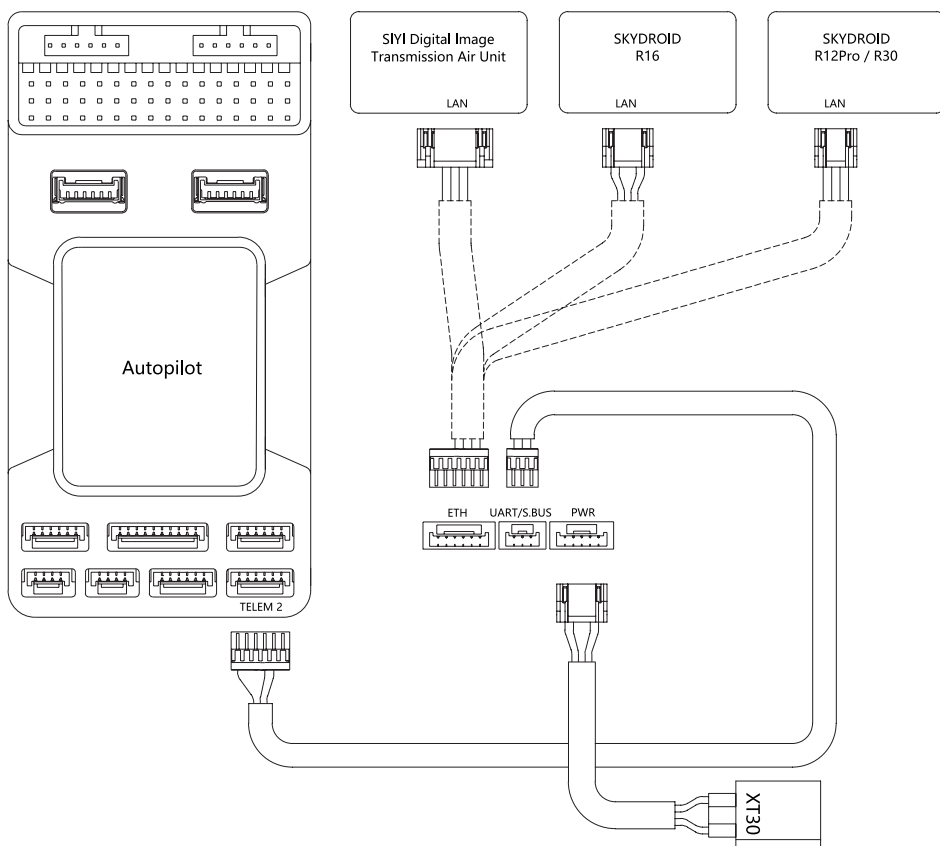 SIYI Digital Image
Transmission Air Unit
LAN
SKYDROID
R16
LAN
SKYDROID
R12Pro / R30
LAN
Autopilot
ETH
UART/S.BUS
PWR
TELEM 2
XT30